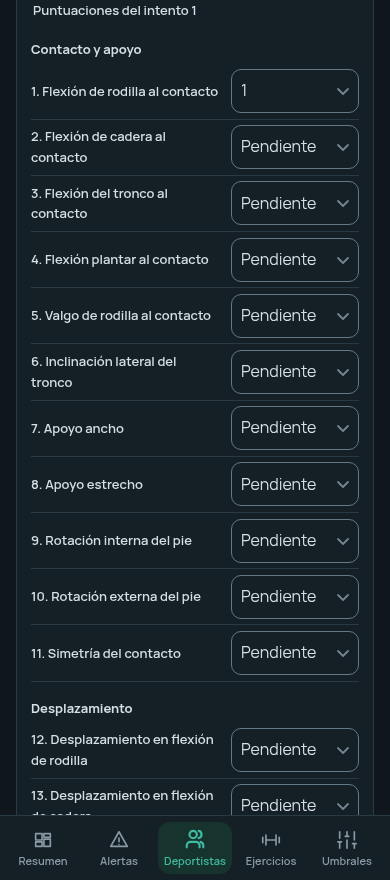 Puntuaciones del intento 1
Contacto y apoyo
1. Flexión de rodilla al contacto
1
2. Flexión de cadera al
contacto
Pendiente
3. Flexión del tronco al
contacto
Pendiente
4. Flexión plantar al contacto
Pendiente
5. Valgo de rodilla al contacto
Pendiente
6. Inclinación lateral del
tronco
Pendiente
7. Apoyo ancho
Pendiente
8. Apoyo estrecho
Pendiente
9. Rotación interna del pie
Pendiente
10. Rotación externa del pie
Pendiente
11. Simetría del contacto
Pendiente
Desplazamiento
12. Desplazamiento en flexión
de rodilla
Pendiente
13. Desplazamiento en flexión
de cadera
Pendiente
Resumen
Alertas
Deportistas
Ejercicios
Umbrales